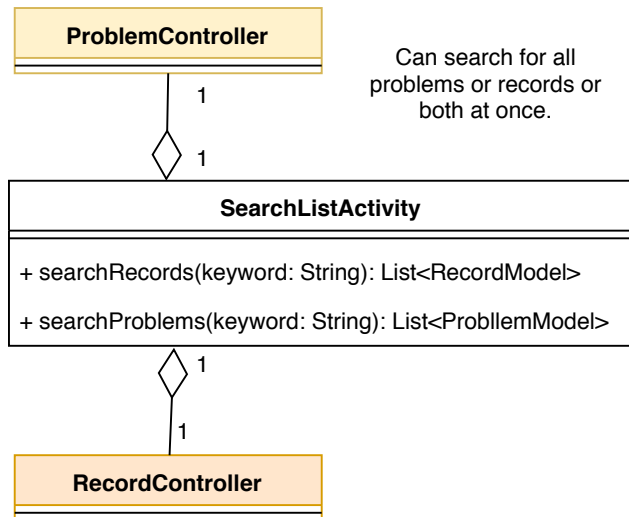 ProblemController
Can search for all
problems or records or
both at once.
1
1
SearchListActivity
+ searchRecords(keyword: String): List<RecordModel>
+ searchProblems(keyword: String): List<ProbllemModel>
1
1
RecordController